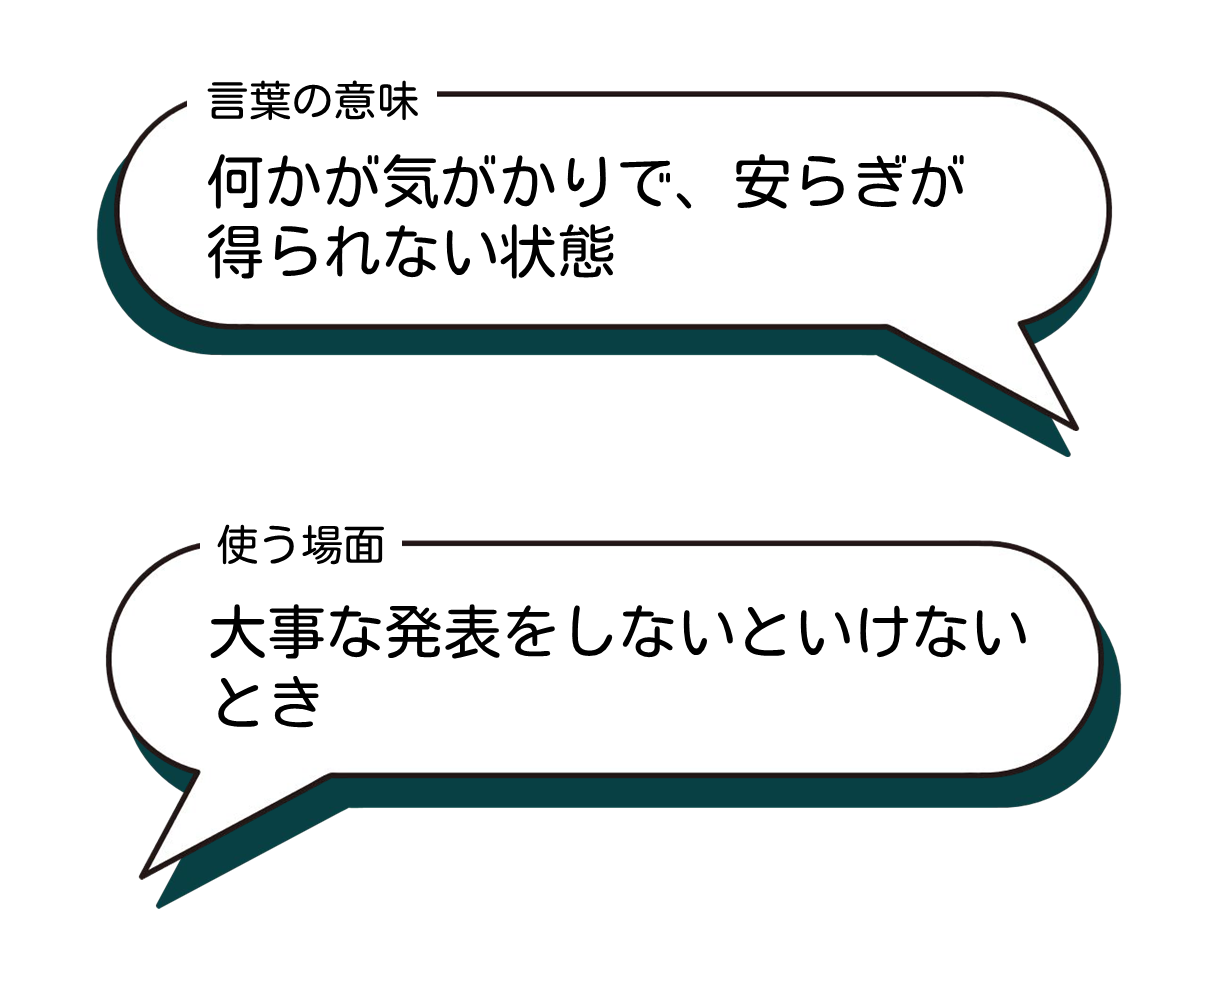 言葉の意味
何かが気がかりで、安らぎが
得られない状態
使う場面
大事な発表をしないといけない
とき